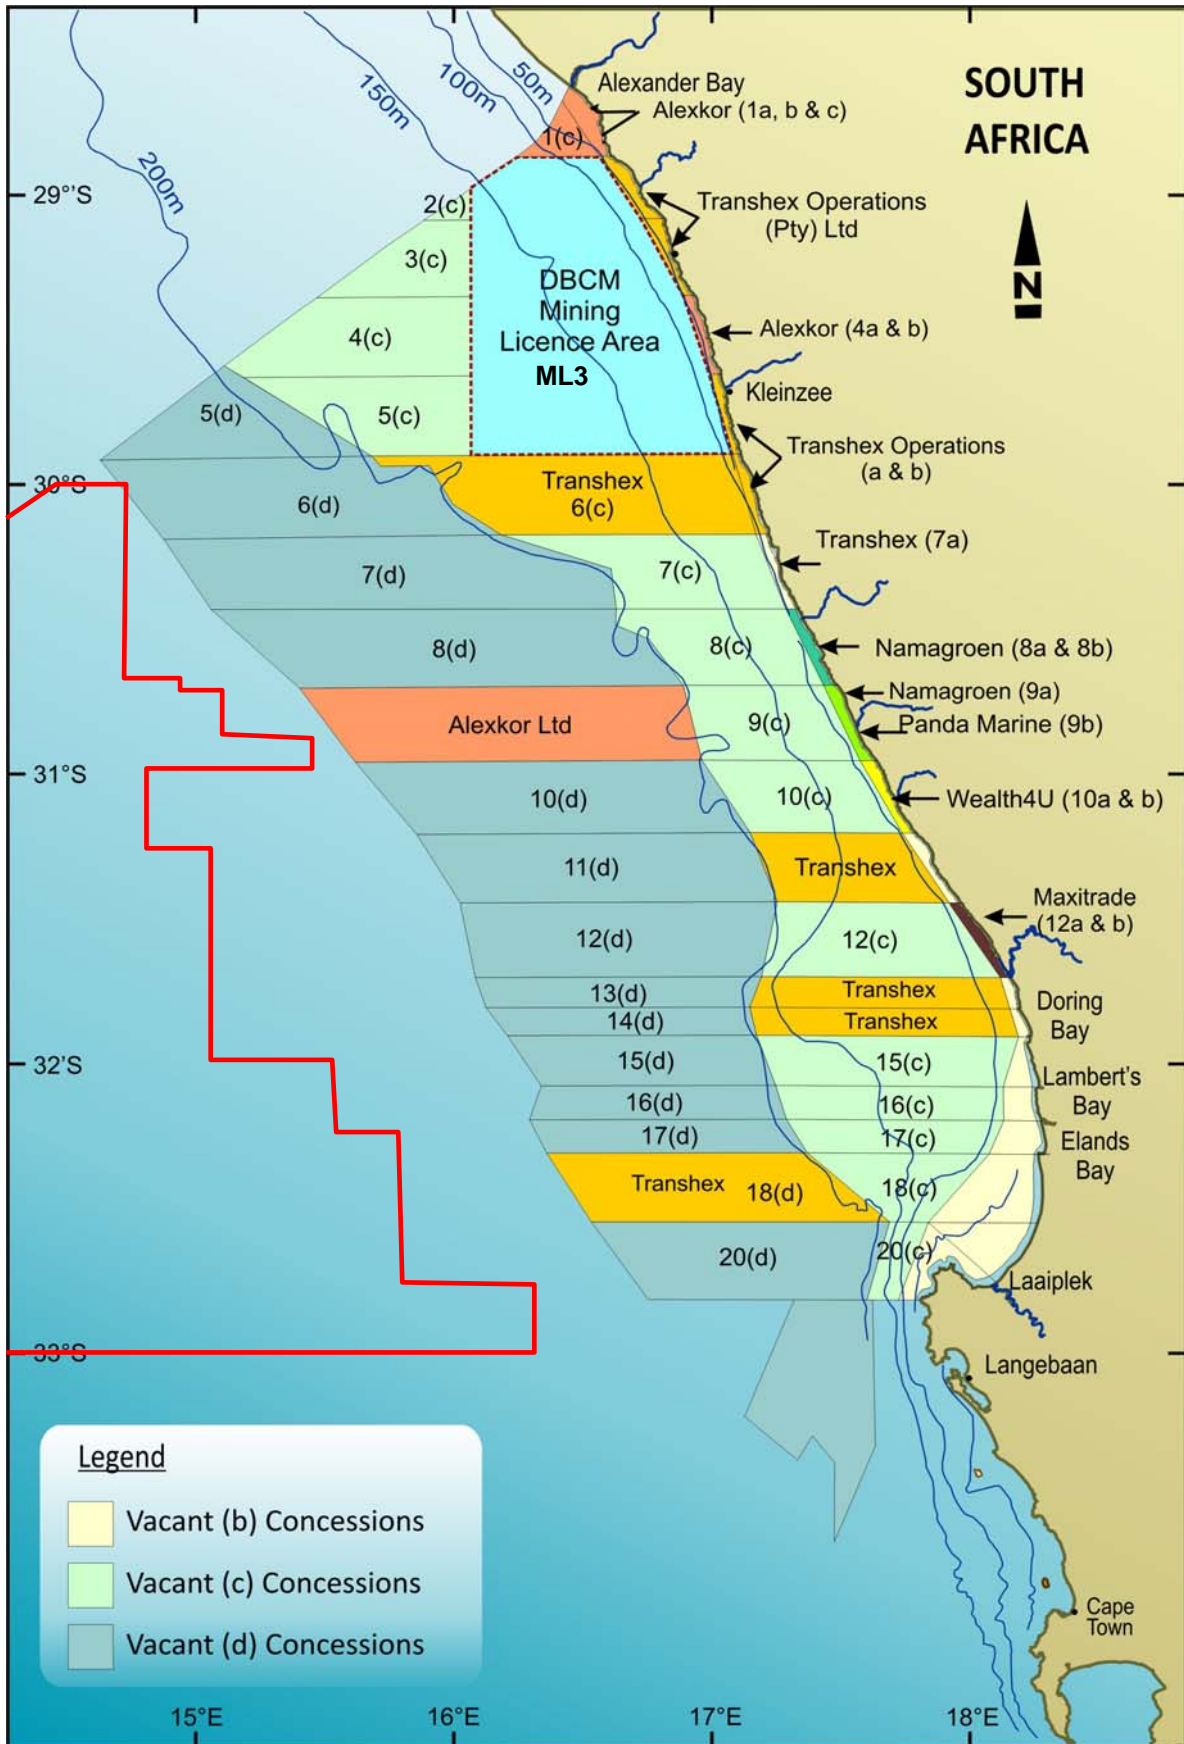 SOUTH
AFRICA
N
50m
100m
150m
200m
Alexander Bay
Alexkor (1a, b & c)
1(c)
29°'S
2(c)
Transhex Operations
(Pty) Ltd
3(c)
DBCM
Mining
Licence Area
ML3
4(c)
Alexkor (4a & b)
Kleinzee
5(d)
5(c)
Transhex Operations
(a & b)
30°S
6(d)
Transhex
6(c)
Transhex (7a)
7(d)
7(c)
8(d)
8(c)
Namagroen (8a & 8b)
Namagroen (9a)
Alexkor Ltd
9(c)
Panda Marine (9b)
31°S
10(d)
10(c)
Wealth4U (10a & b)
11(d)
Transhex
Maxitrade
(12a & b)
12(d)
12(c)
13(d)
Transhex
Doring
Bay
14(d)
Transhex
32°S
15(d)
15(c)
Lambert's
Bay
16(d)
16(c)
17(d)
17(c)
Elands
Bay
Transhex
18(d)
18(c)
20(d)
20(c)
Laaiplek
33°S
Langebaan
Legend
Vacant (b) Concessions
Vacant (c) Concessions
Vacant (d) Concessions
Cape
Town
15°E
16°E
17°E
18°E